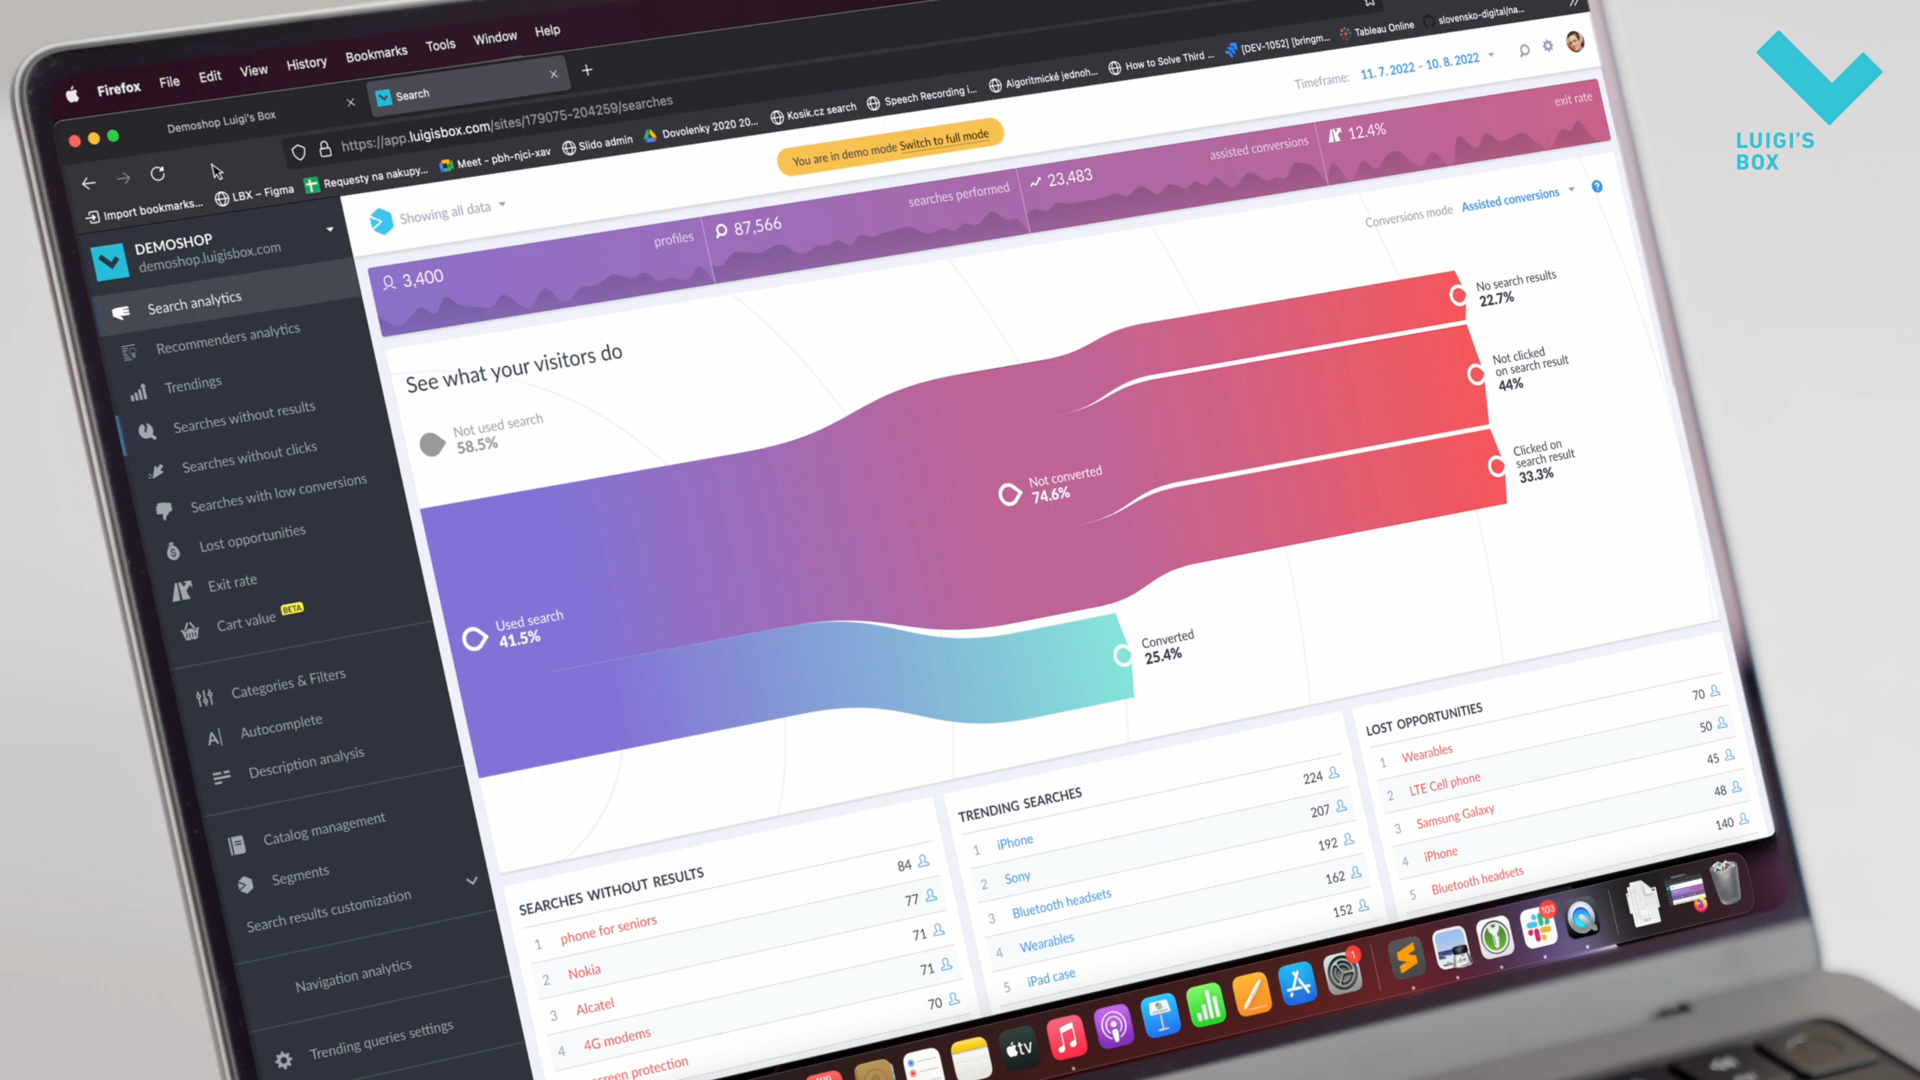 Firefox File Edit View History Bookmarks Tools Window Help
Demoshop Luigi's Box
Search
https://app.luigisbox.com/sites/179075-204259/searches
Import bookmarks...
LBX – Figma
Requesty na nakupy...
Meet - pbh-njci-xav
Slido admin
Dovolenky 2020 20...
Kosik.cz search
Speech Recording i...
Algoritmické jednoh...
How to Solve Third ...
[DEV-1052] [bringm...
Tableau Online
slovensko-digital/na...
LUIGI'S
BOX
DEMOSHOP
demoshop.luigisbox.com
Showing all data
You are in demo mode Switch to full mode
Timeframe: 11. 7. 2022 - 10. 8. 2022
3,400
profiles
87,566
searches performed
23,483
assisted conversions
12.4%
exit rate
Conversions mode Assisted conversions
?
Search analytics
Recommenders analytics
Trendings
Searches without results
Searches without clicks
Searches with low conversions
Lost opportunities
Exit rate
Cart value BETA
Categories & Filters
Autocomplete
Description analysis
Catalog management
Segments
Search results customization
Navigation analytics
Trending queries settings
See what your visitors do
Not used search
58.5%
Used search
41.5%
Not converted
74.6%
Converted
25.4%
No search results
22.7%
Not clicked
on search result
44%
Clicked on
search result
33.3%
SEARCHES WITHOUT RESULTS
1 phone for seniors 84
2 Nokia 77
3 Alcatel 71
4 4G modems 71
screen protection 70
TRENDING SEARCHES
1 iPhone 224
2 Sony 207
3 Bluetooth headsets 192
4 Wearables 162
5 iPad case 152
LOST OPPORTUNITIES
1 Wearables 70
2 LTE Cell phone 50
3 Samsung Galaxy 45
4 iPhone 48
5 Bluetooth headsets 140
tv
1
103